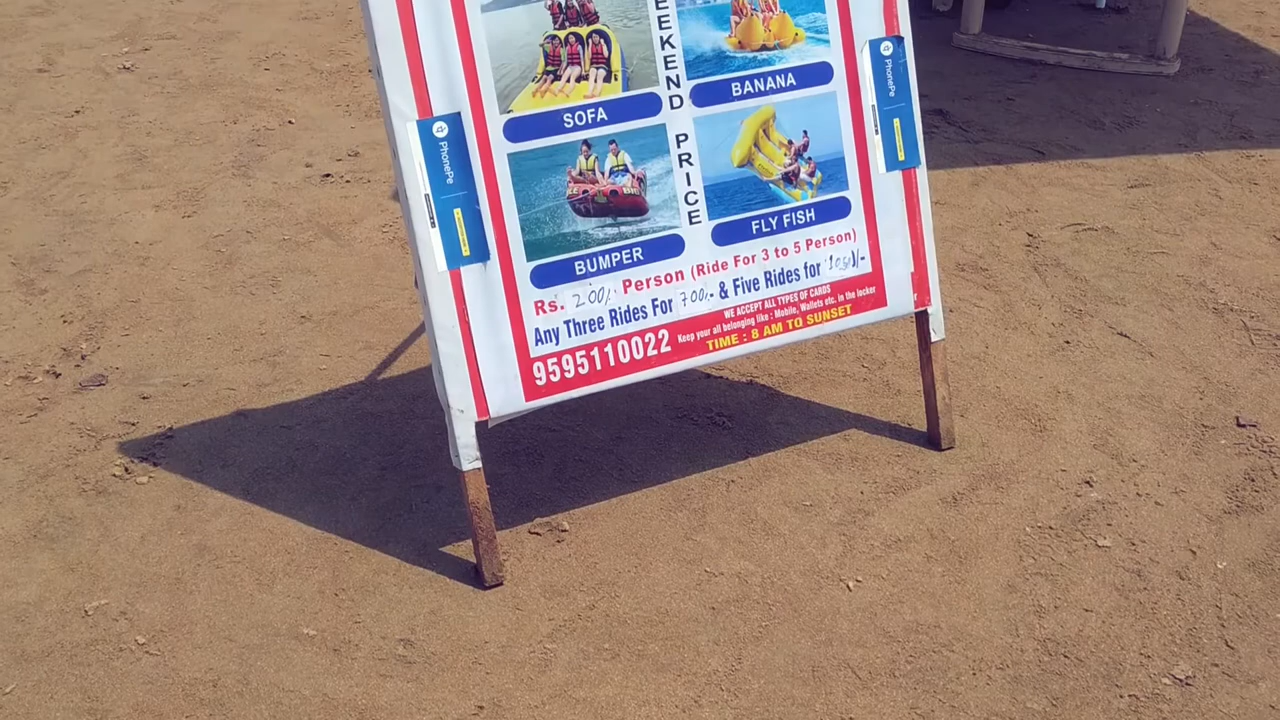 WEEKEND PRICE
SOFA
BANANA
BUMPER
FLY FISH
PhonePe
PhonePe
Rs. 200/- Person (Ride For 3 to 5 Person)
Any Three Rides For 700/- & Five Rides for 1050/-
WE ACCEPT ALL TYPES OF CARDS
Keep your all belonging like : Mobile, Wallets etc. in the locker
9595110022 TIME : 8 AM TO SUNSET